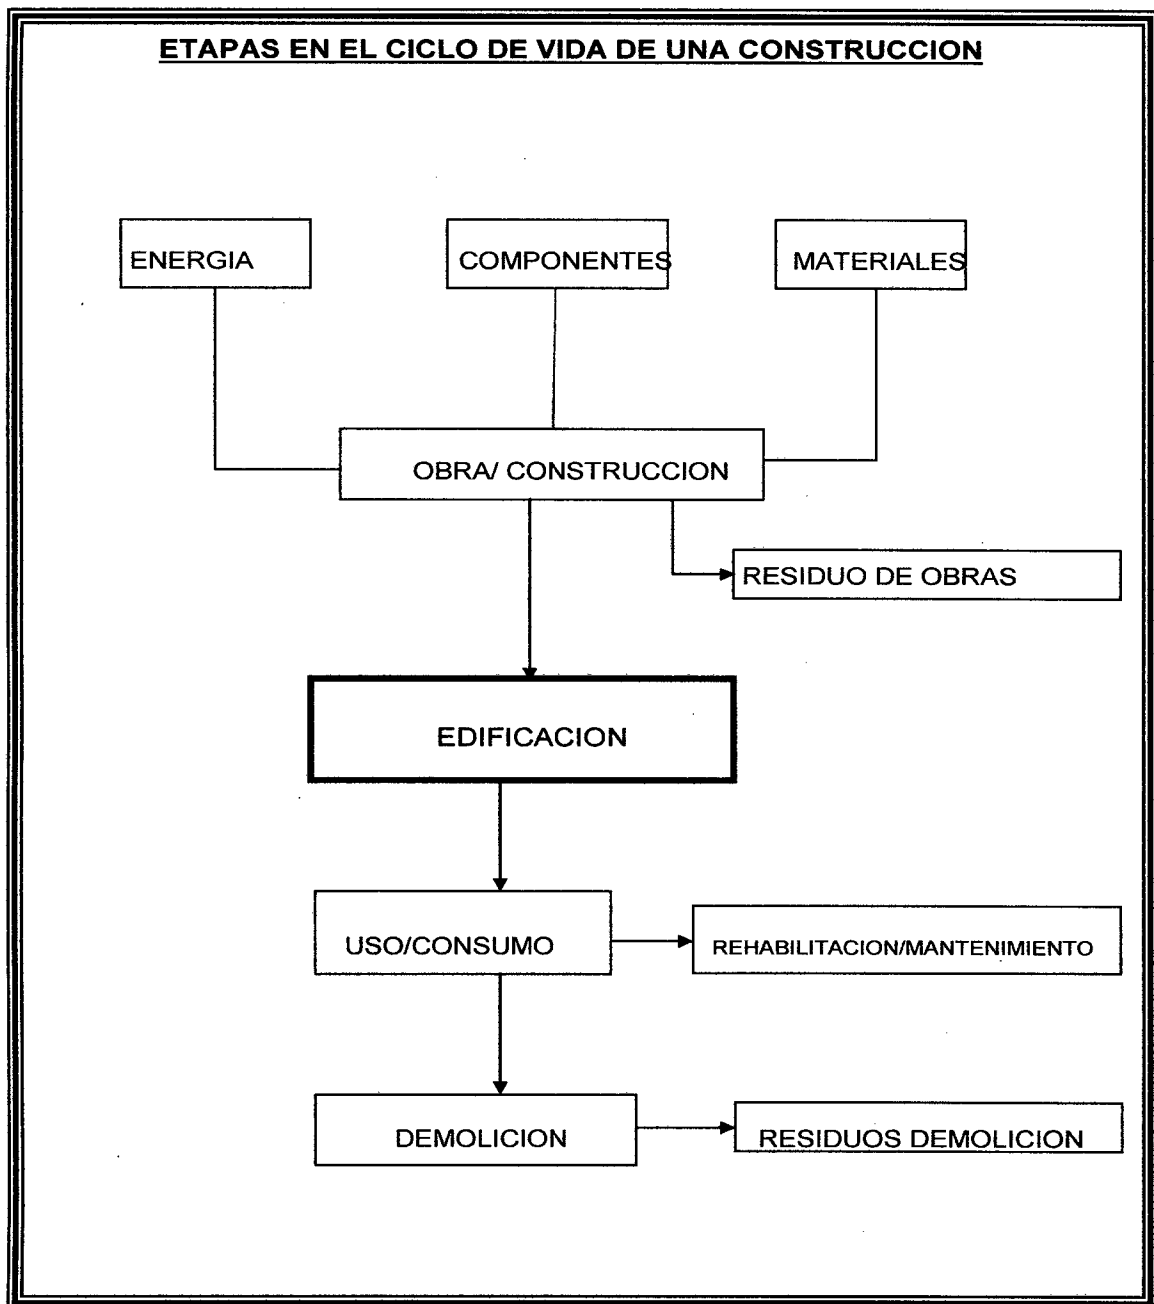 ETAPAS EN EL CICLO DE VIDA DE UNA CONSTRUCCION
ENERGIA
COMPONENTES
MATERIALES
OBRA/ CONSTRUCCION
RESIDUO DE OBRAS
EDIFICACION
USO/CONSUMO
REHABILITACION/MANTENIMIENTO
DEMOLICION
RESIDUOS DEMOLICION